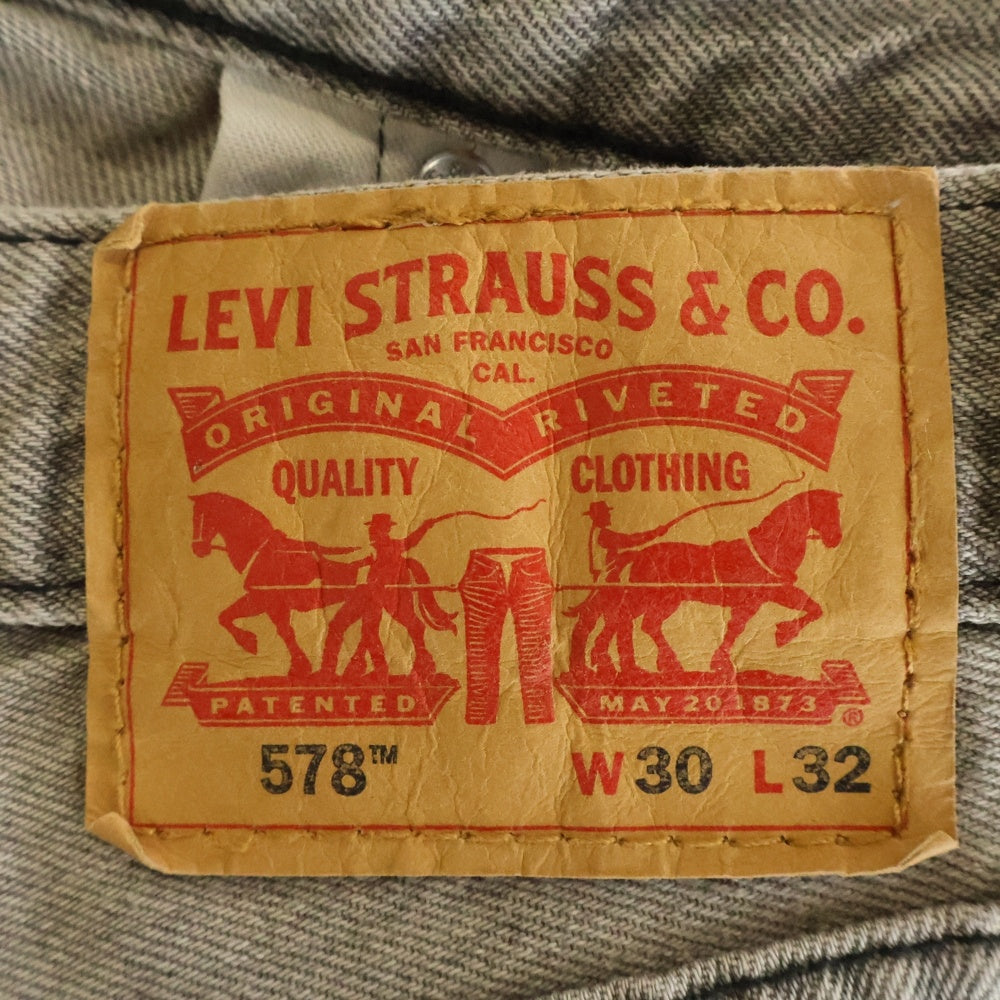 LEVI STRAUSS & CO.
SAN FRANCISCO
CAL.
ORIGINAL RIVETED
QUALITY CLOTHING
PATENTED MAY 20 1873 ®
578™ W30 L32